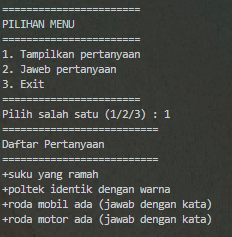 =======================
PILIHAN MENU
=======================
1. Tampilkan pertanyaan
2. Jaweb pertanyaan
3. Exit
=======================
Pilih salah satu (1/2/3) : 1
==========================
Daftar Pertanyaan
==========================
+suku yang ramah
+poltek identik dengan warna
+roda mobil ada (jawab dengan kata)
+roda motor ada (jawab dengan kata)